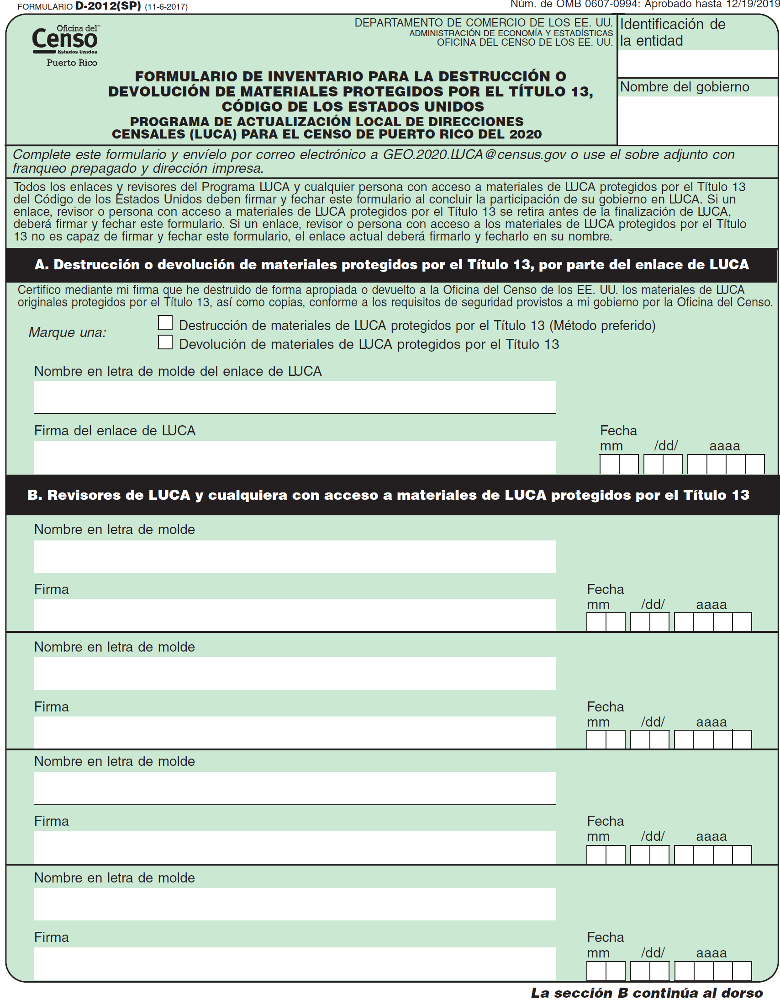 FORMULARIO D-2012(SP) (11-6-2017)
Núm. de OMB 0607-0994: Aprobado hasta 12/19/2019
Oficina del™
Censo
Estados Unidos
Puerto Rico
DEPARTAMENTO DE COMERCIO DE LOS EE. UU.
ADMINISTRACIÓN DE ECONOMÍA Y ESTADÍSTICAS
OFICINA DEL CENSO DE LOS EE. UU.
FORMULARIO DE INVENTARIO PARA LA DESTRUCCIÓN O
DEVOLUCIÓN DE MATERIALES PROTEGIDOS POR EL TÍTULO 13,
CÓDIGO DE LOS ESTADOS UNIDOS
PROGRAMA DE ACTUALIZACIÓN LOCAL DE DIRECCIONES
CENSALES (LUCA) PARA EL CENSO DE PUERTO RICO DEL 2020
Identificación de
la entidad
Nombre del gobierno
Complete este formulario y envíelo por correo electrónico a GEO.2020.LUCA@census.gov o use el sobre adjunto con
franqueo prepagado y dirección impresa.
Todos los enlaces y revisores del Programa LUCA y cualquier persona con acceso a materiales de LUCA protegidos por el Título 13
del Código de los Estados Unidos deben firmar y fechar este formulario al concluir la participación de su gobierno en LUCA. Si un
enlace, revisor o persona con acceso a materiales de LUCA protegidos por el Título 13 se retira antes de la finalización de LUCA,
deberá firmar y fechar este formulario. Si un enlace, revisor o persona con acceso a los materiales de LUCA protegidos por el Título
13 no es capaz de firmar y fechar este formulario, el enlace actual deberá firmarlo y fecharlo en su nombre.
A. Destrucción o devolución de materiales protegidos por el Título 13, por parte del enlace de LUCA
Certifico mediante mi firma que he destruido de forma apropiada o devuelto a la Oficina del Censo de los EE. UU. los materiales de LUCA
originales protegidos por el Título 13, así como copias, conforme a los requisitos de seguridad provistos a mi gobierno por la Oficina del Censo.
Marque una:
Destrucción de materiales de LUCA protegidos por el Título 13 (Método preferido)
Devolución de materiales de LUCA protegidos por el Título 13
Nombre en letra de molde del enlace de LUCA
Firma del enlace de LUCA
Fecha
mm /dd/ aaaa
B. Revisores de LUCA y cualquiera con acceso a materiales de LUCA protegidos por el Título 13
Nombre en letra de molde
Firma
Fecha
mm /dd/ aaaa
Nombre en letra de molde
Firma
Fecha
mm /dd/ aaaa
Nombre en letra de molde
Firma
Fecha
mm /dd/ aaaa
Nombre en letra de molde
Firma
Fecha
mm /dd/ aaaa
La sección B continúa al dorso